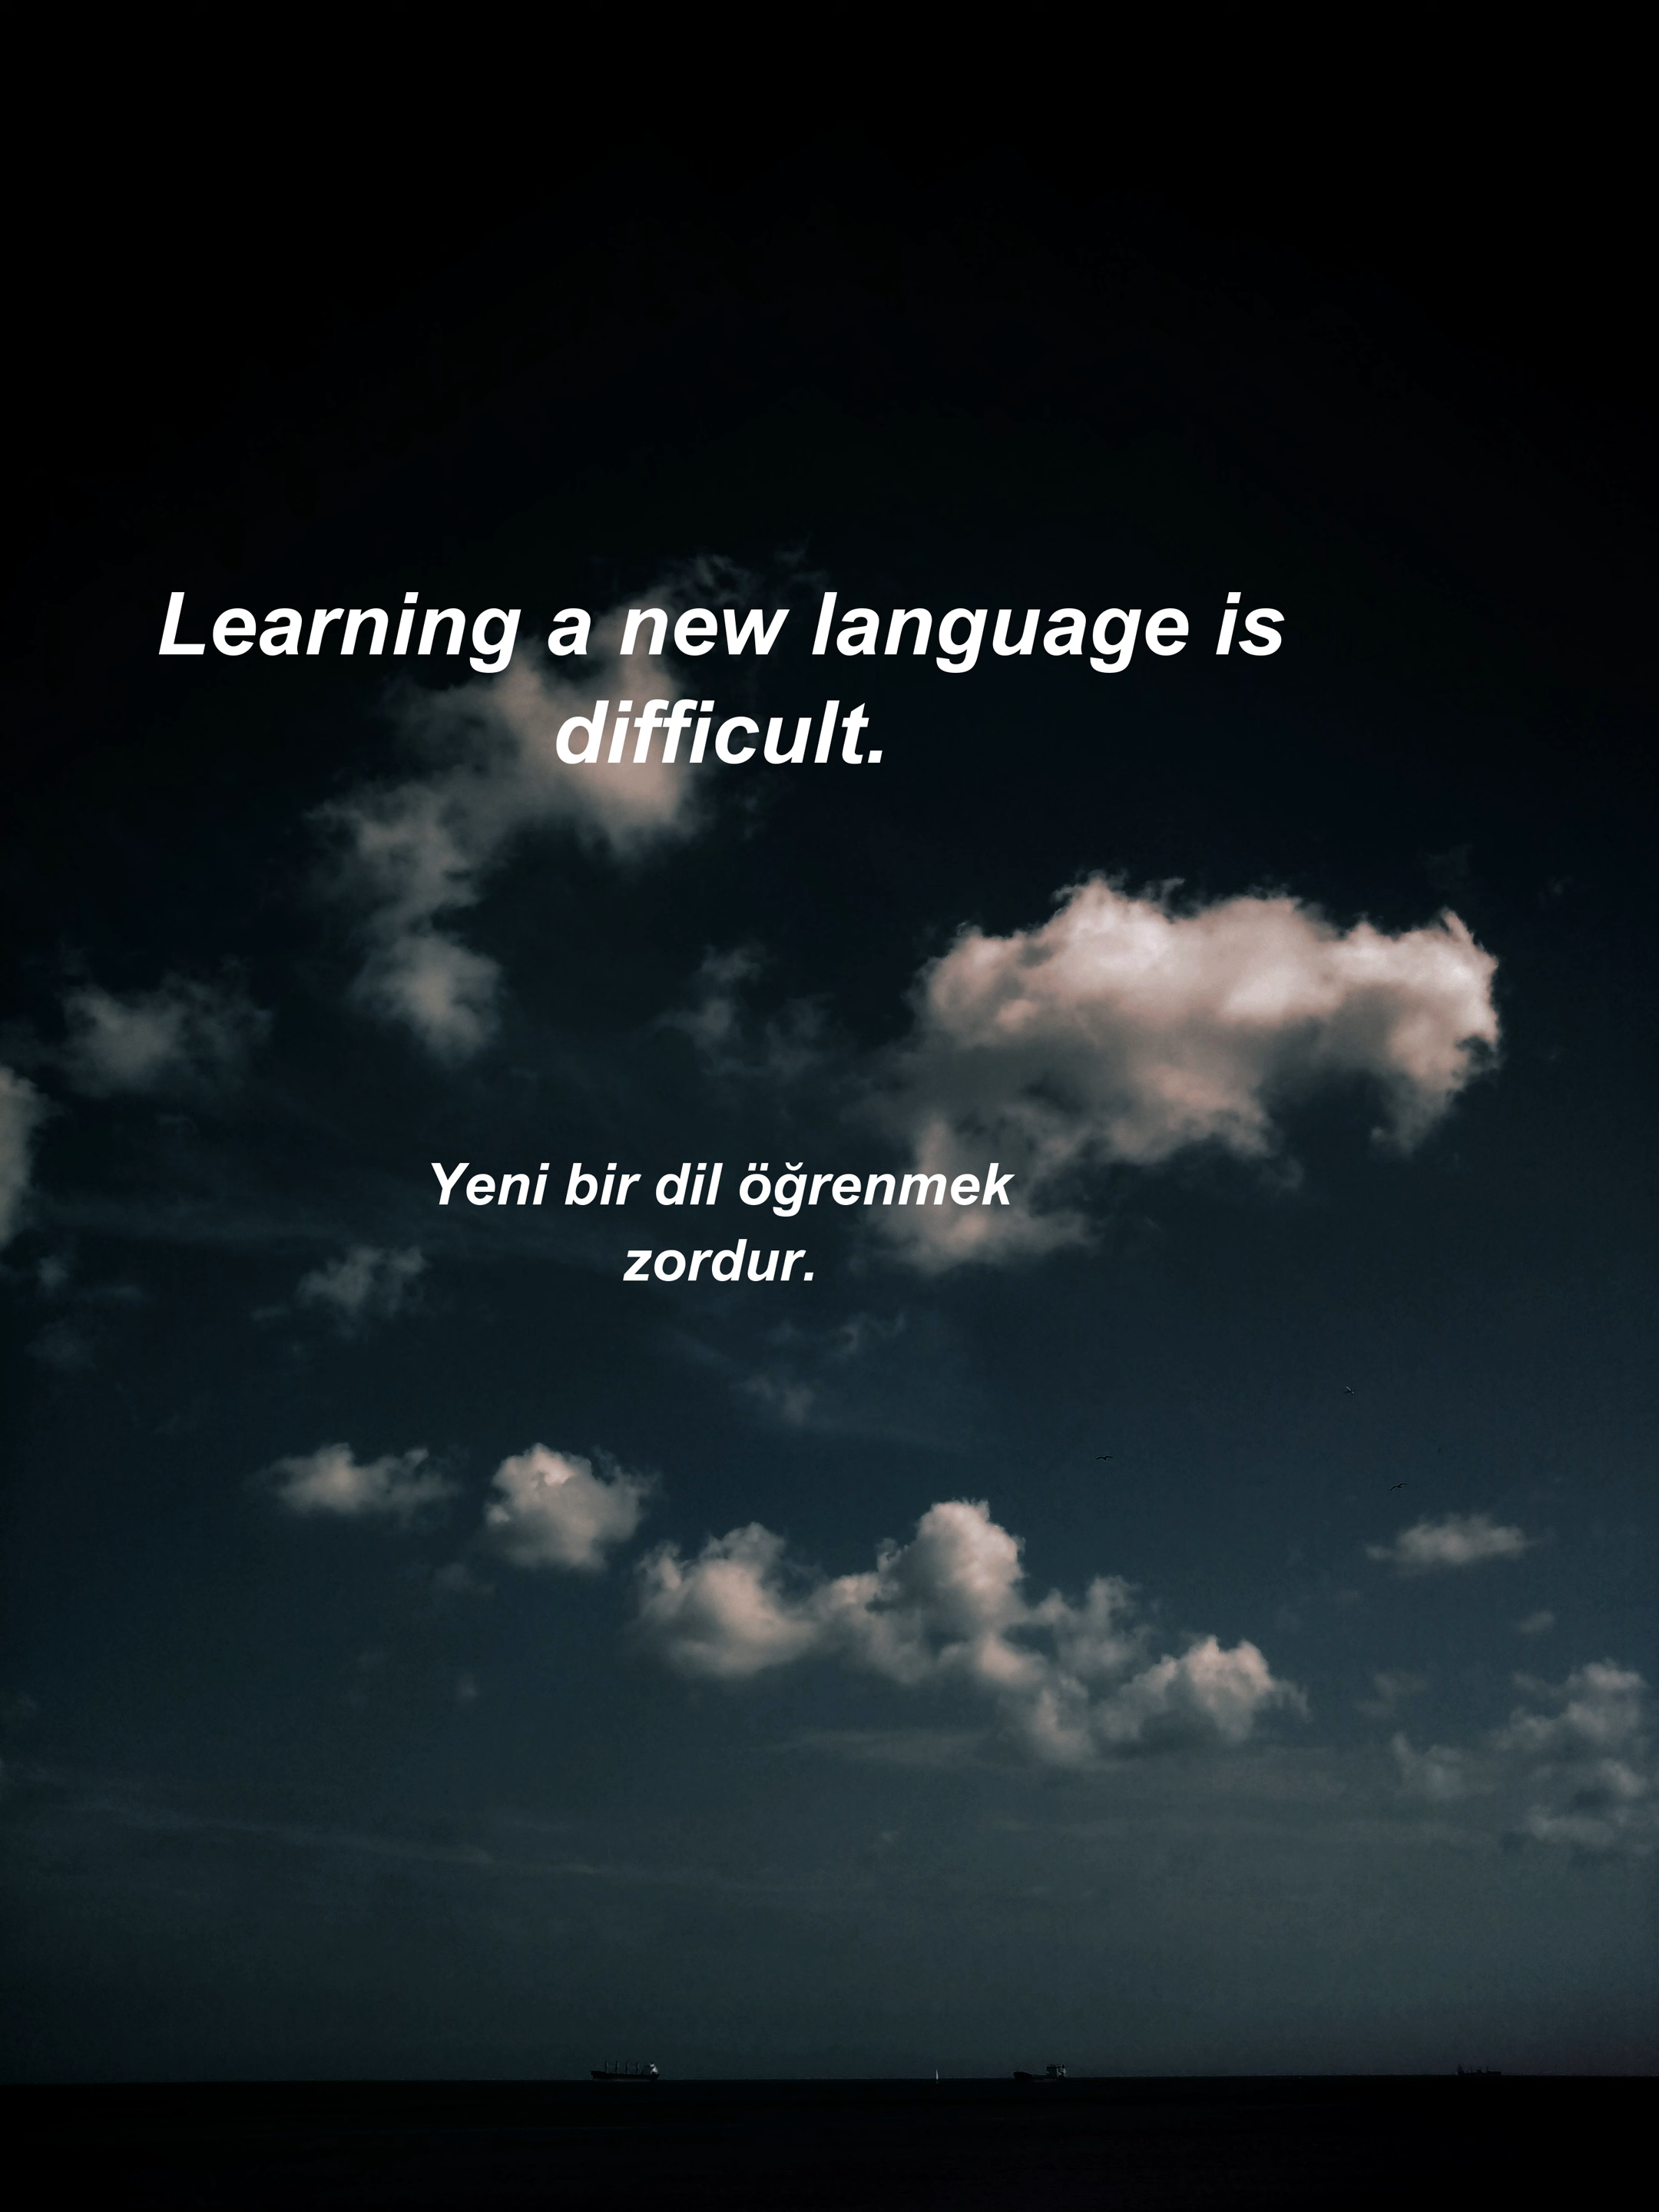 Learning a new language is
difficult.
Yeni bir dil öğrenmek
zordur.